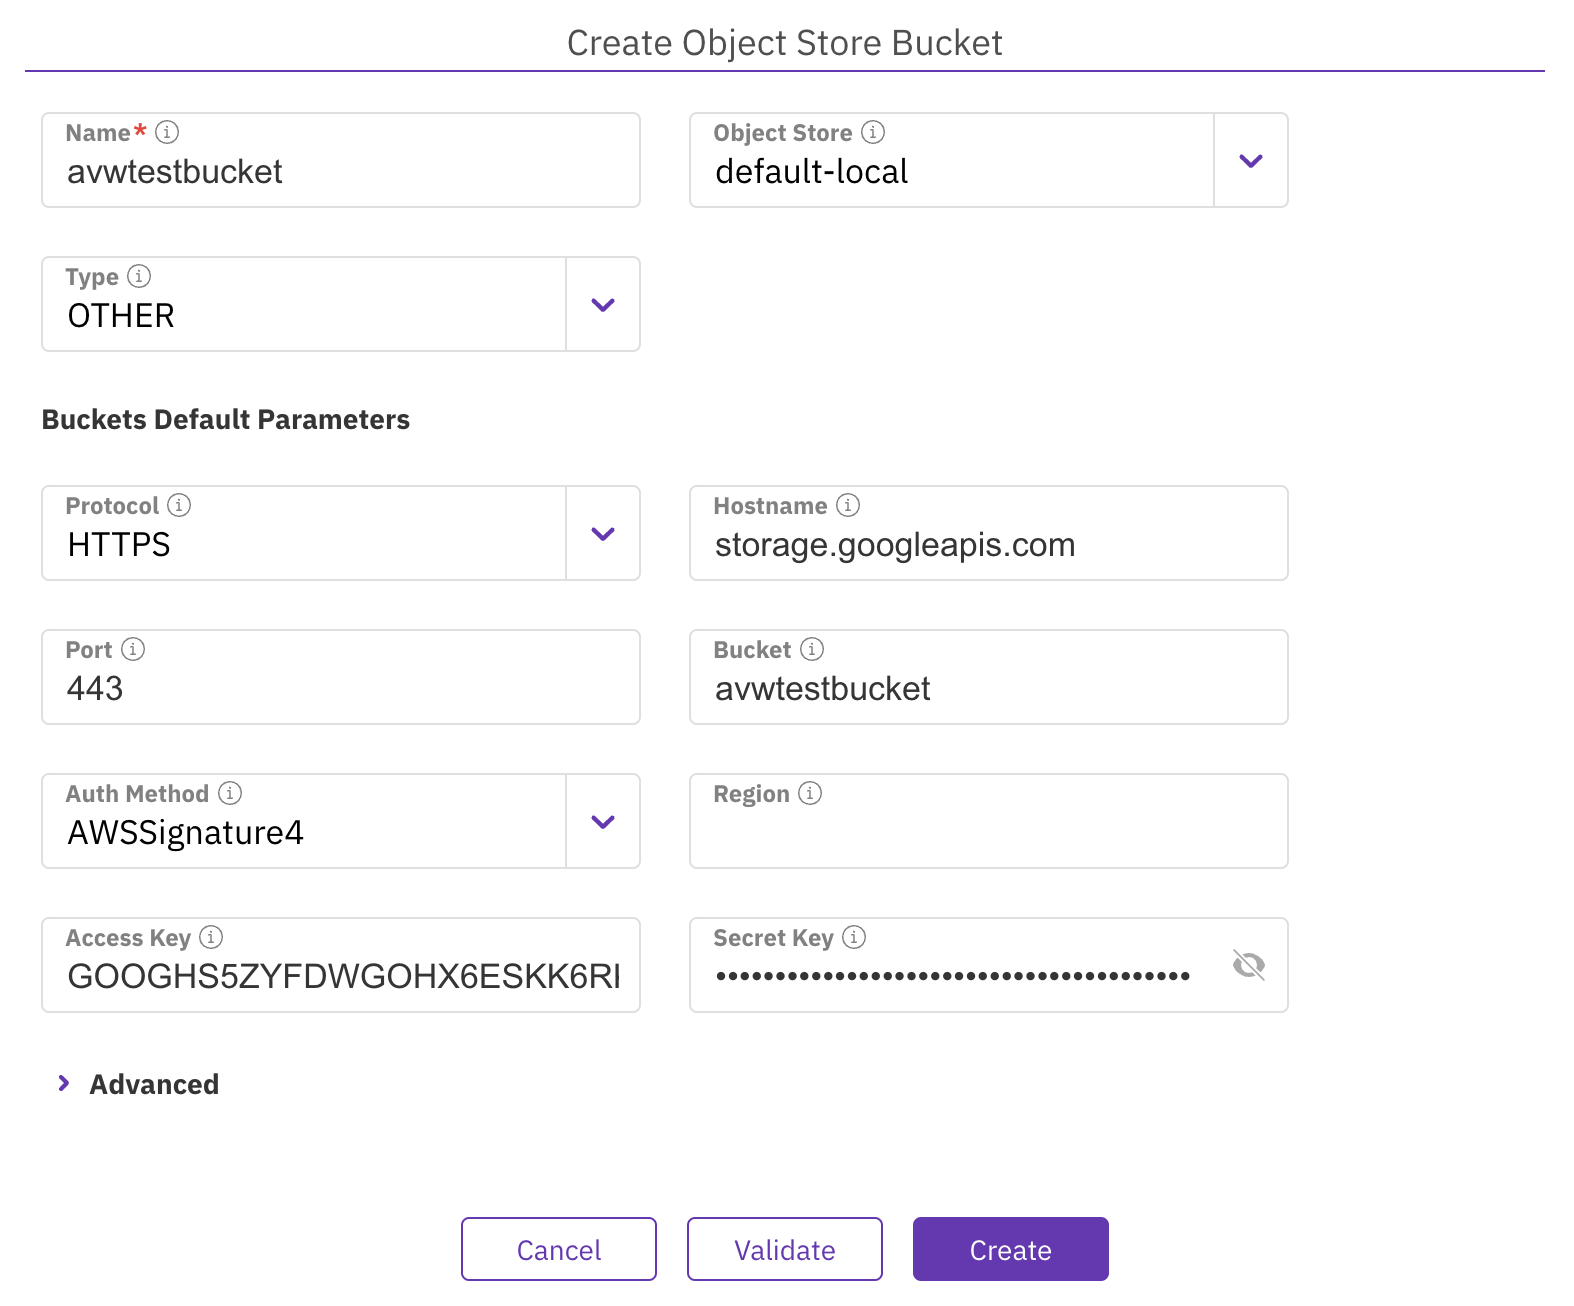 Create Object Store Bucket
Name*
avwtestbucket
Object Store
default-local
Type
OTHER
Buckets Default Parameters
Protocol
HTTPS
Hostname
storage.googleapis.com
Port
443
Bucket
avwtestbucket
Auth Method
AWSSignature4
Region
Access Key
GOOGHS5ZYFDWGOHX6ESKK6R
Secret Key
••••••••••••••••••••••••••••••••••••••••
Advanced
Cancel
Validate
Create